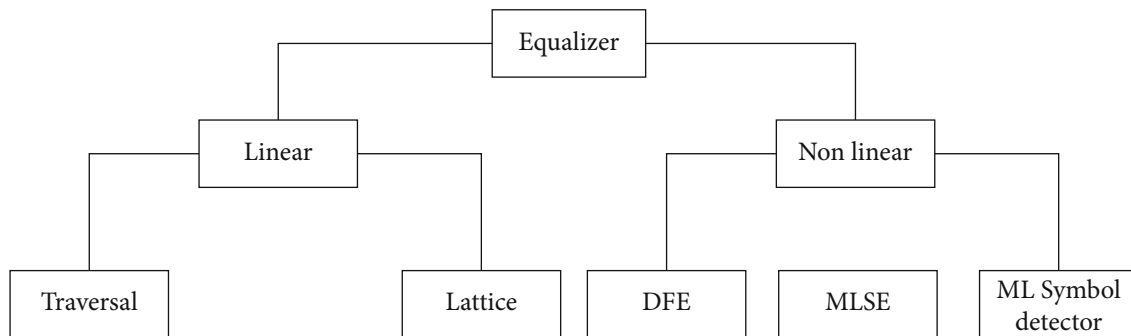 Equalizer
Linear
Non linear
Traversal
Lattice
DFE
MLSE
ML Symbol
detector